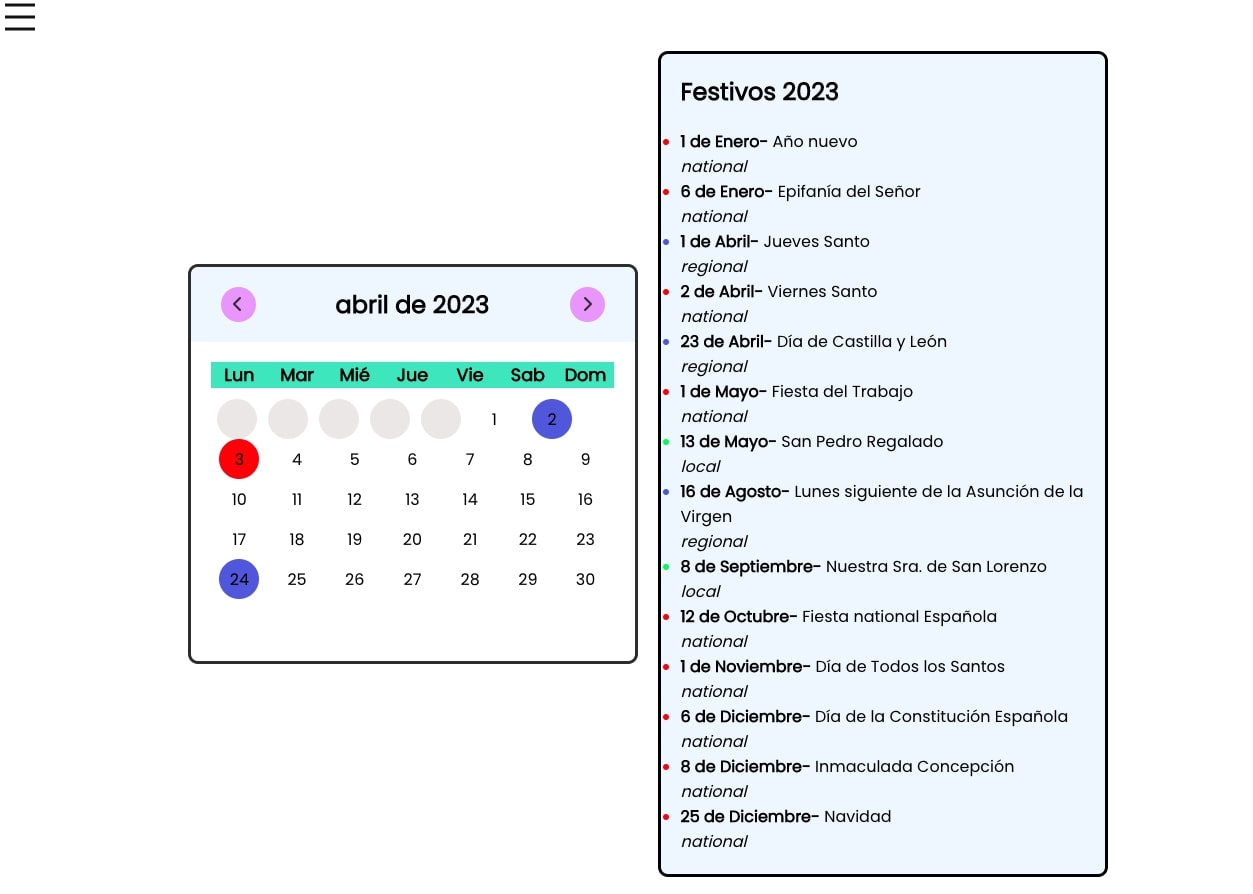 abril de 2023
Lun Mar Mié Jue Vie Sab Dom
1 2
3 4 5 6 7 8 9
10 11 12 13 14 15 16
17 18 19 20 21 22 23
24 25 26 27 28 29 30
Festivos 2023
1 de Enero- Año nuevo
national
6 de Enero- Epifanía del Señor
national
1 de Abril- Jueves Santo
regional
2 de Abril- Viernes Santo
national
23 de Abril- Día de Castilla y León
regional
1 de Mayo- Fiesta del Trabajo
national
13 de Mayo- San Pedro Regalado
local
16 de Agosto- Lunes siguiente de la Asunción de la
Virgen
regional
8 de Septiembre- Nuestra Sra. de San Lorenzo
local
12 de Octubre- Fiesta national Española
national
1 de Noviembre- Día de Todos los Santos
national
6 de Diciembre- Día de la Constitución Española
national
8 de Diciembre- Inmaculada Concepción
national
25 de Diciembre- Navidad
national